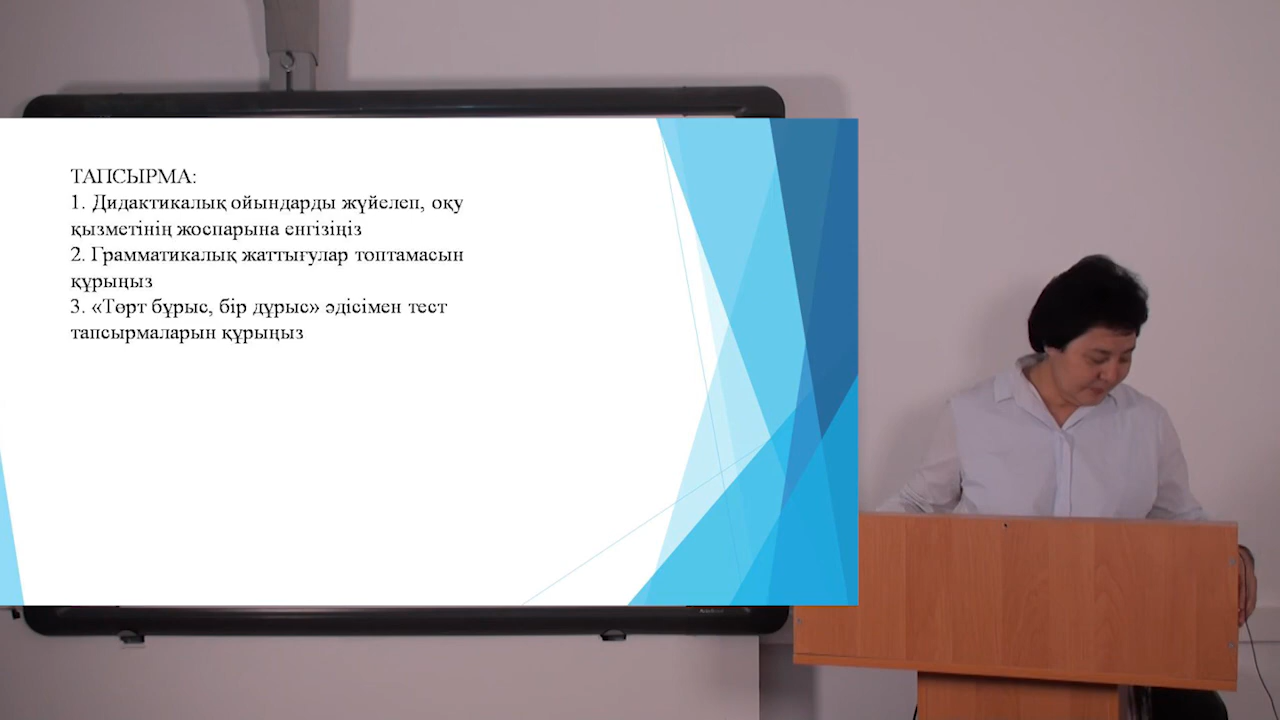 ТАПСЫРМА:
1. Дидактикалық ойындарды жүйелеп, оқу
қызметінің жоспарына енгізіңіз
2. Грамматикалық жаттығулар топтамасын
құрыңыз
3. «Төрт бұрыс, бір дұрыс» әдісімен тест
тапсырмаларын құрыңыз